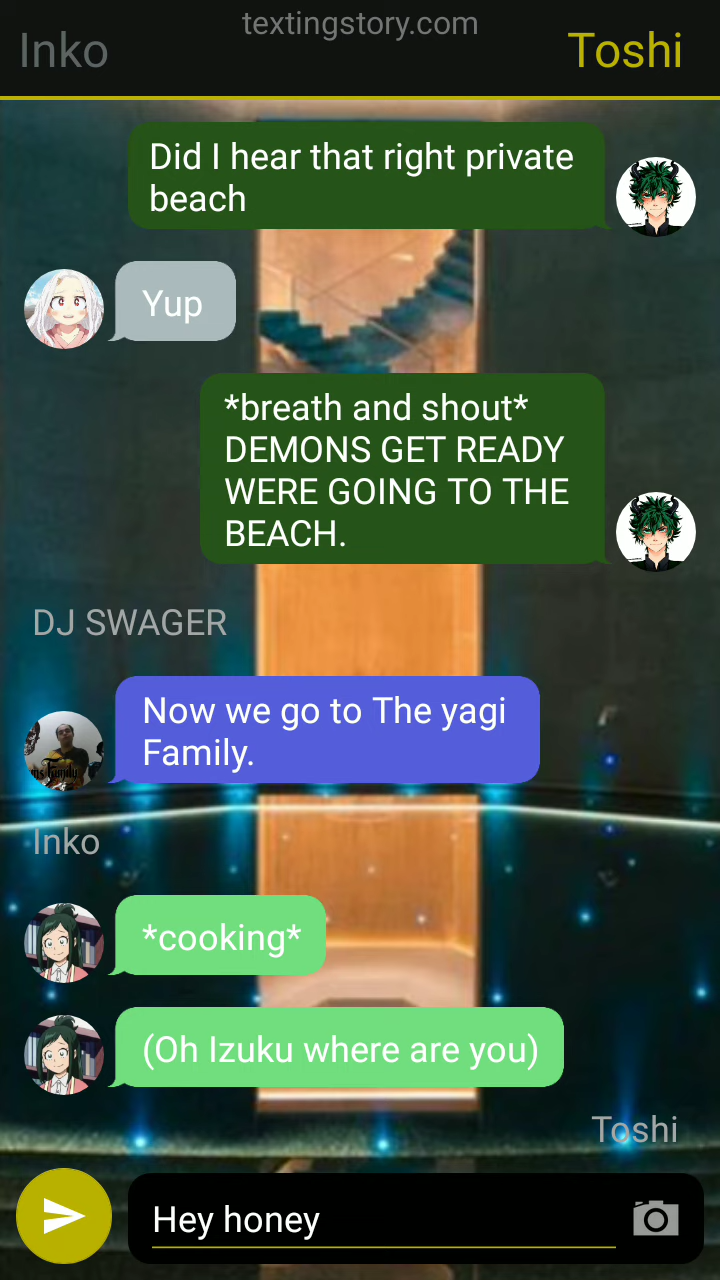 textingstory.com
Inko
Toshi
Did I hear that right private
beach
Yup
*breath and shout*
DEMONS GET READY
WERE GOING TO THE
BEACH.
DJ SWAGER
Now we go to The yagi
Family.
Inko
*cooking*
(Oh Izuku where are you)
Toshi
Hey honey